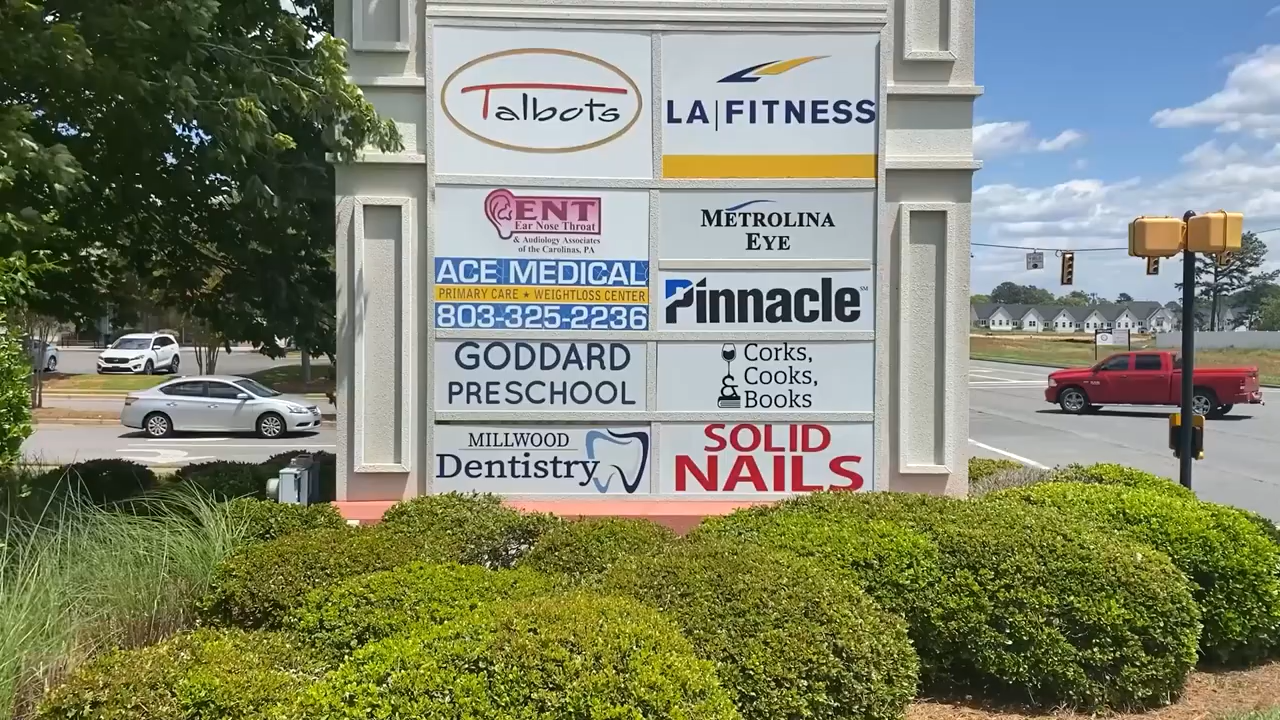 Talbots
LA|FITNESS
ENT
Ear Nose Throat
& Audiology Associates
of the Carolinas, PA
METROLINA
EYE
ACE MEDICAL
PRIMARY CARE ★ WEIGHTLOSS CENTER
803-325-2236
Pinnacle
SM
GODDARD
PRESCHOOL
Corks,
Cooks,
& Books
MILLWOOD
Dentistry
SOLID
NAILS